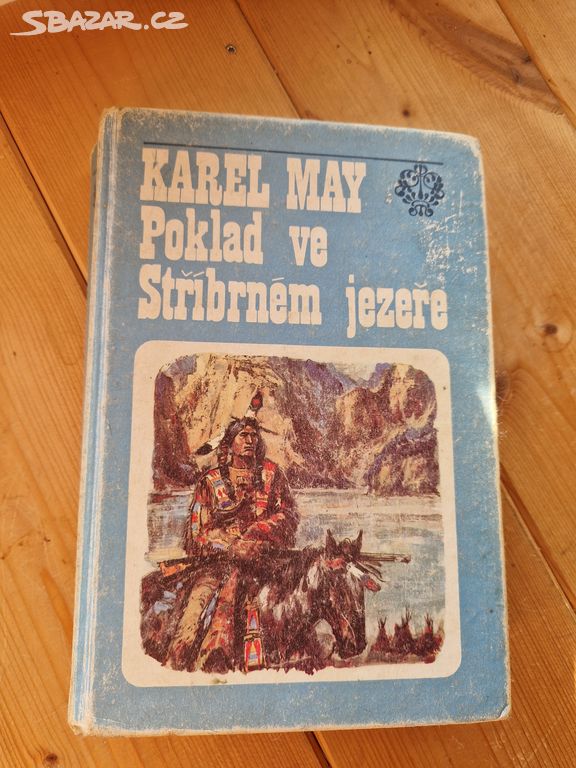 SBAZAR.CZ
KAREL MAY
Poklad ve
Stříbrném jezeře